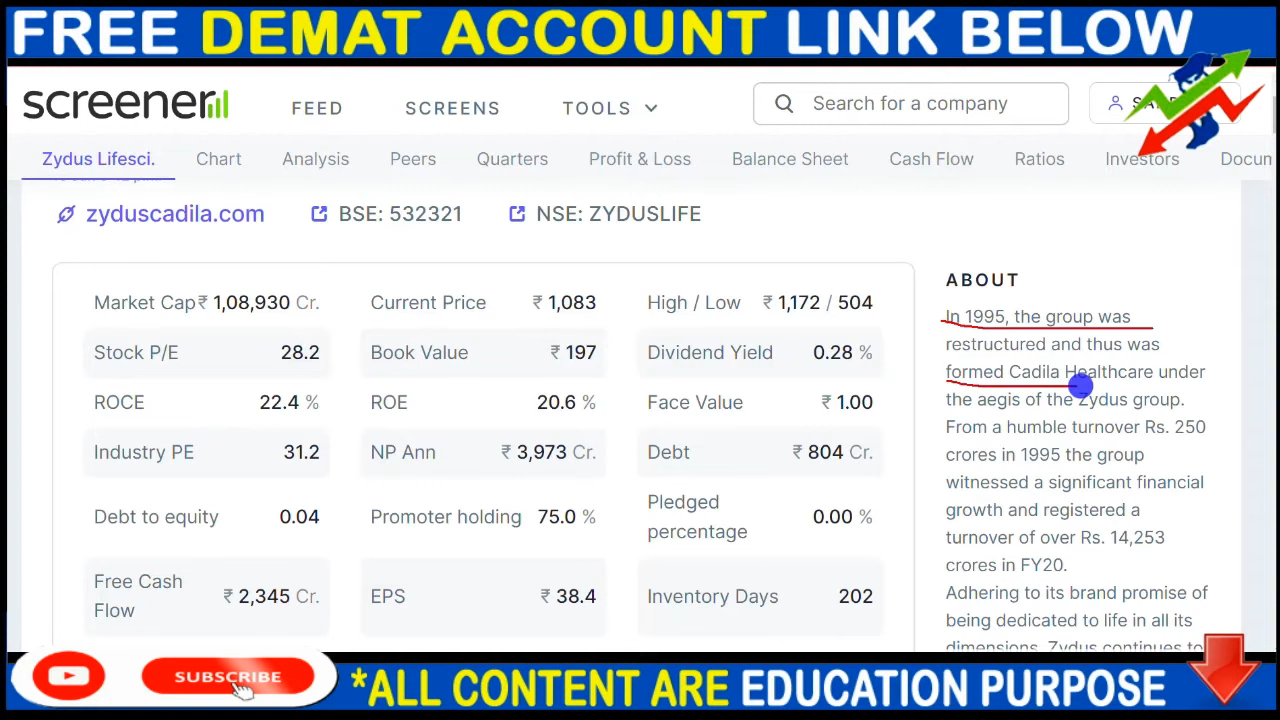 FREE DEMAT ACCOUNT LINK BELOW
screener
FEED SCREENS TOOLS Search for a company
Zydus Lifesci. Chart Analysis Peers Quarters Profit & Loss Balance Sheet Cash Flow Ratios Investors Docum
zyduscadila.com BSE: 532321 NSE: ZYDUSLIFE
Market Cap ₹ 1,08,930 Cr. Current Price ₹ 1,083 High / Low ₹ 1,172 / 504
Stock P/E 28.2 Book Value ₹ 197 Dividend Yield 0.28 %
ROCE 22.4 % ROE 20.6 % Face Value ₹ 1.00
Industry PE 31.2 NP Ann ₹ 3,973 Cr. Debt ₹ 804 Cr.
Debt to equity 0.04 Promoter holding 75.0 % Pledged percentage 0.00 %
Free Cash Flow ₹ 2,345 Cr. EPS ₹ 38.4 Inventory Days 202
ABOUT
In 1995, the group was
restructured and thus was
formed Cadila Healthcare under
the aegis of the Zydus group.
From a humble turnover Rs. 250
crores in 1995 the group
witnessed a significant financial
growth and registered a
turnover of over Rs. 14,253
crores in FY20.
Adhering to its brand promise of
being dedicated to life in all its
dimensions, Zydus continues to
SUBSCRIBE
*ALL CONTENT ARE EDUCATION PURPOSE